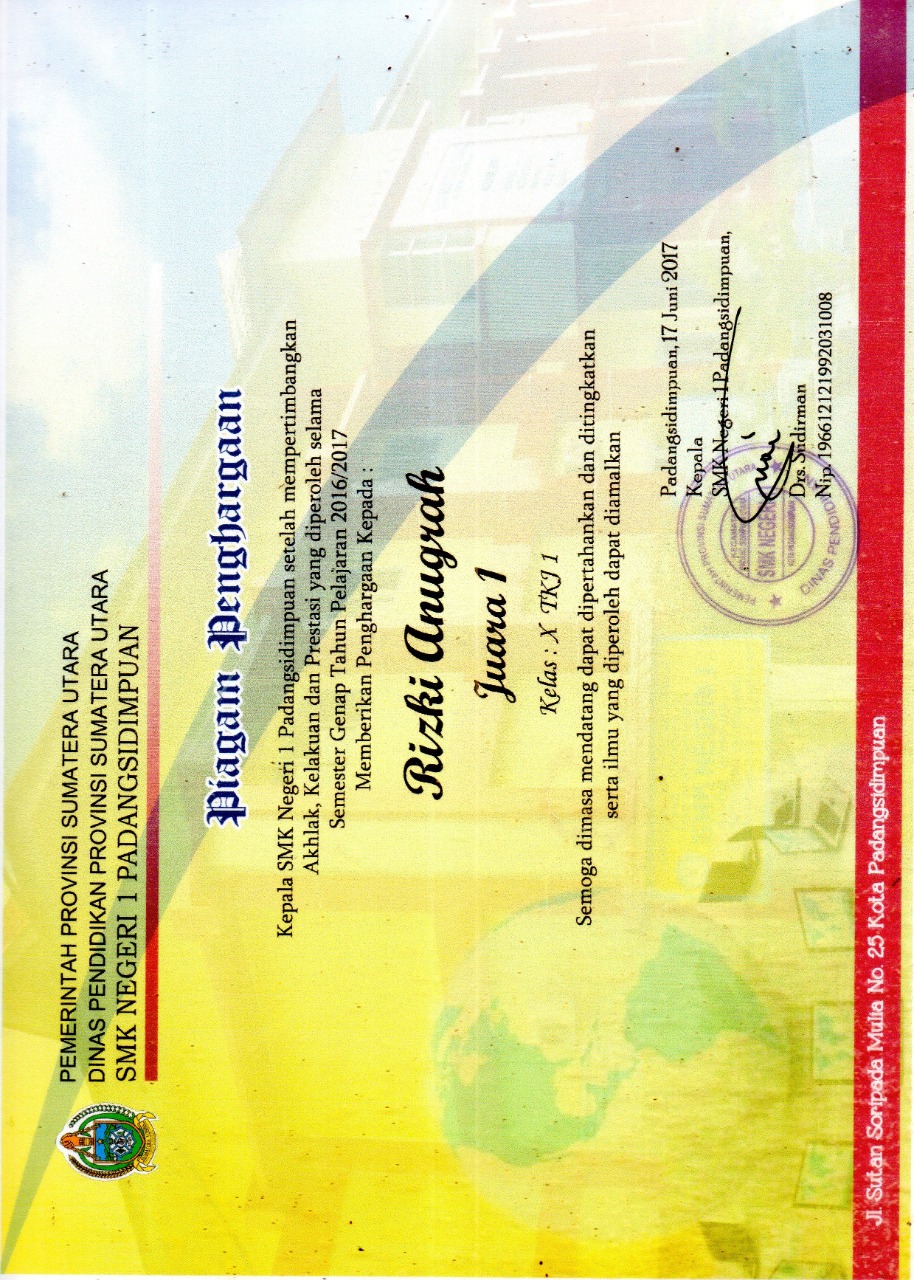 PEMERINTAH PROVINSI SUMATERA UTARA
DINAS PENDIDIKAN PROVINSI SUMATERA UTARA
SMK NEGERI 1 PADANGSIDIMPUAN
Piagam Penghargaan
Kepala SMK Negeri 1 Padangsidimpuan setelah mempertimbangkan
Akhlak, Kelakuan dan Prestasi yang diperoleh selama
Semester Genap Tahun Pelajaran 2016/2017
Memberikan Penghargaan Kepada :
Rizki Anugrah
Juara 1
Kelas : X TKJ 1
Semoga dimasa mendatang dapat dipertahankan dan ditingkatkan
serta ilmu yang diperoleh dapat diamalkan
Padangsidimpuan, 17 Juni 2017
Kepala
SMK Negeri 1 Padangsidimpuan,
Drs. Sudirman
Nip. 196612121992031008
PEMERINTAH PROVINSI SUMATERA UTARA
SMK NEGERI
DINAS PENDIDIKAN
Jl. Sutan Soripada Mulia No. 25 Kota Padangsidimpuan